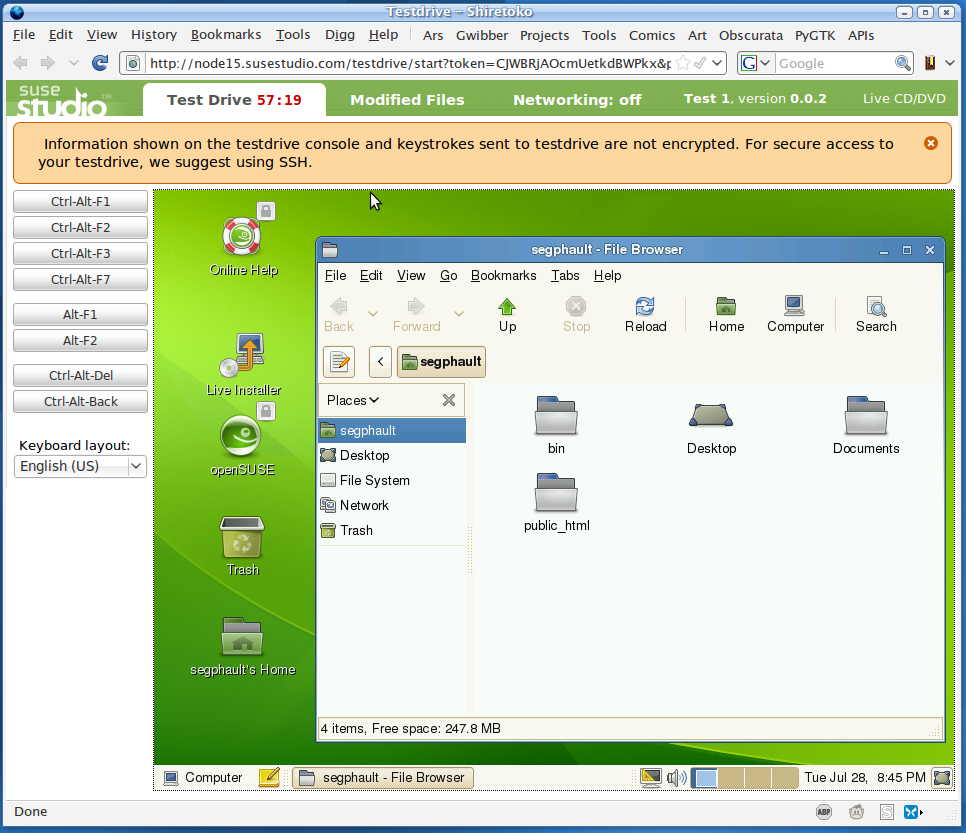 Testdrive - Shiretoko
File Edit View History Bookmarks Tools Digg Help Ars Gwibber Projects Tools Comics Art Obscurata PyGTK APIs
http://node15.susestudio.com/testdrive/start?token=CJWBRjAOcmUetkdBWPkx&p
G Google
suse studio™
Test Drive 57:19 Modified Files Networking: off Test 1, version 0.0.2 Live CD/DVD
Information shown on the testdrive console and keystrokes sent to testdrive are not encrypted. For secure access to
your testdrive, we suggest using SSH.
Ctrl-Alt-F1
Ctrl-Alt-F2
Ctrl-Alt-F3
Ctrl-Alt-F7
Alt-F1
Alt-F2
Ctrl-Alt-Del
Ctrl-Alt-Back
Keyboard layout:
English (US)
Online Help
Live Installer
openSUSE
Trash
segphault's Home
segphault - File Browser
File Edit View Go Bookmarks Tabs Help
Back Forward Up Stop Reload Home Computer Search
segphault
Places
segphault
Desktop
File System
Network
Trash
bin Desktop Documents
public_html
4 items, Free space: 247.8 MB
Computer segphault - File Browser Tue Jul 28, 8:45 PM
Done
ABP
S